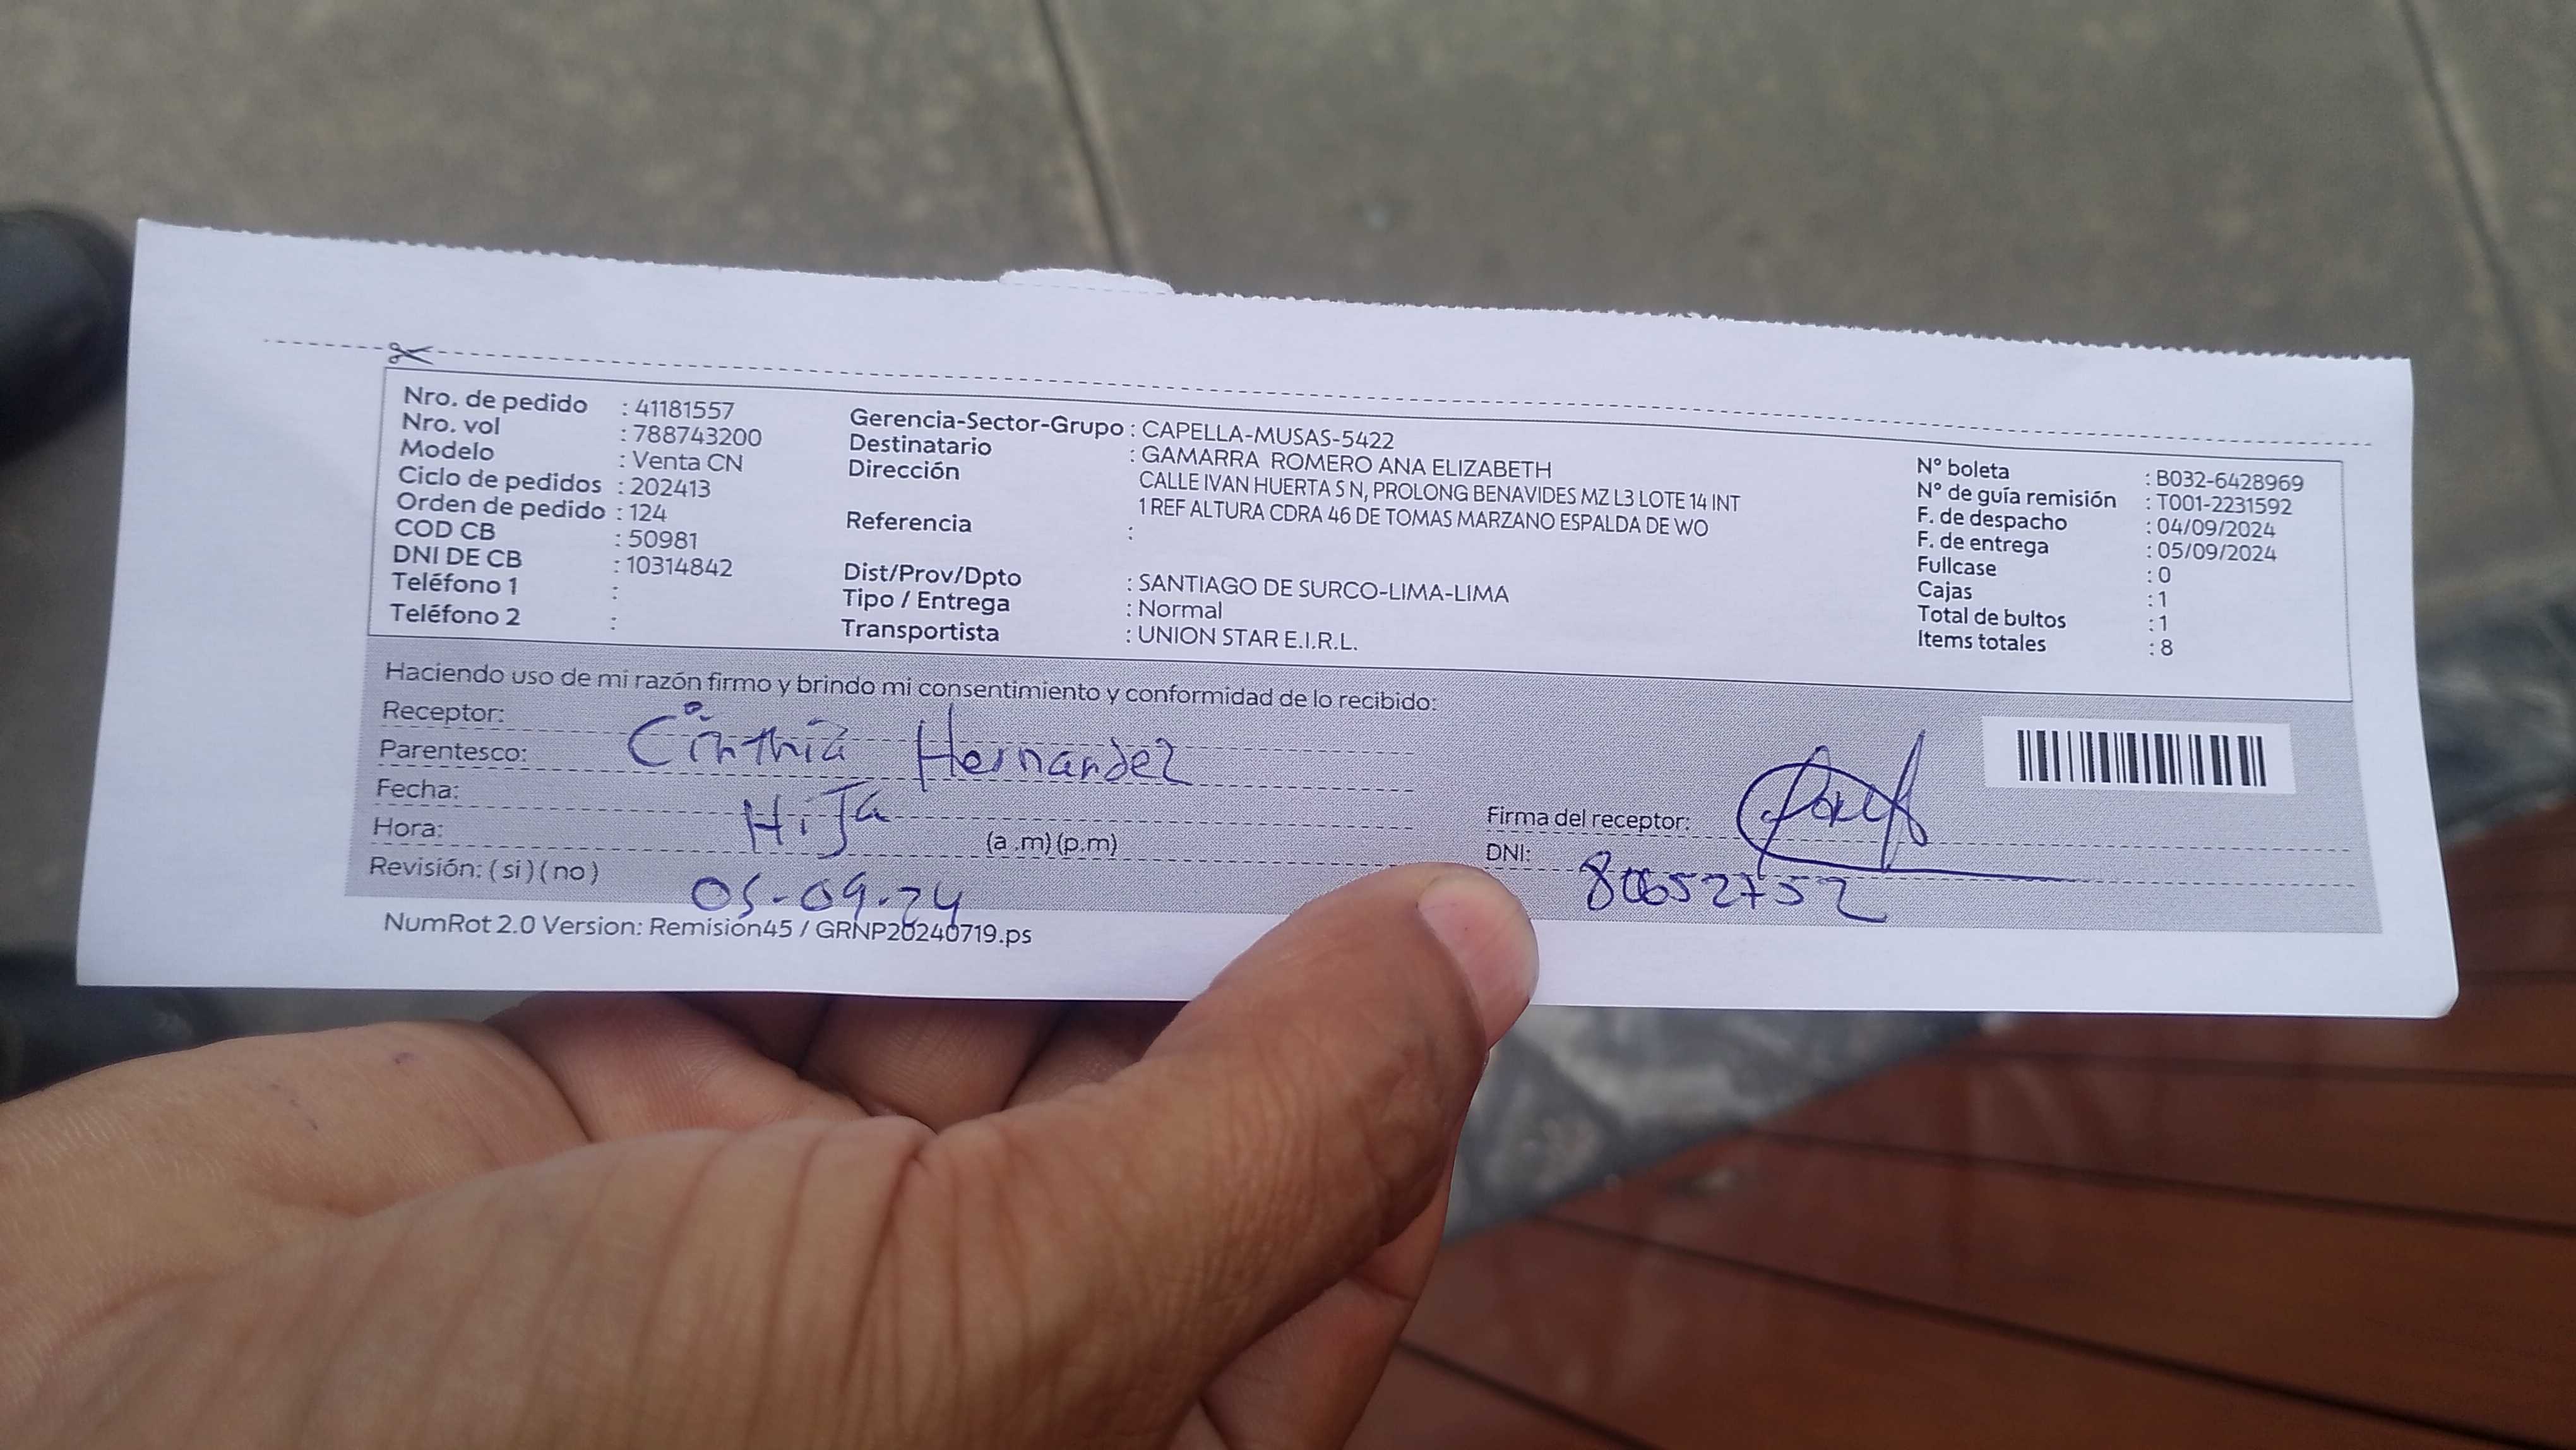 Nro. de pedido : 41181557
Nro. vol : 788743200
Modelo : Venta CN
Ciclo de pedidos : 202413
Orden de pedido : 124
COD CB : 50981
DNI DE CB : 10314842
Teléfono 1 :
Teléfono 2 :
Gerencia-Sector-Grupo : CAPELLA-MUSAS-5422
Destinatario : GAMARRA ROMERO ANA ELIZABETH
Dirección CALLE IVAN HUERTA S N, PROLONG BENAVIDES MZ L3 LOTE 14 INT
1 REF ALTURA CDRA 46 DE TOMAS MARZANO ESPALDA DE WO
Referencia :
Dist/Prov/Dpto : SANTIAGO DE SURCO-LIMA-LIMA
Tipo / Entrega : Normal
Transportista : UNION STAR E.I.R.L.
N° boleta : B032-6428969
N° de guía remisión : T001-2231592
F. de despacho : 04/09/2024
F. de entrega : 05/09/2024
Fullcase : 0
Cajas : 1
Total de bultos : 1
Items totales : 8
Haciendo uso de mi razón firmo y brindo mi consentimiento y conformidad de lo recibido:
Receptor: Cinthia Hernandez
Parentesco: Hija
Fecha: 05-09-24
Hora: (a .m) (p.m)
Revisión: ( si ) ( no )
Firma del receptor:
DNI: 80652752
NumRot 2.0 Version: Remisión45 / GRNP20240719.ps